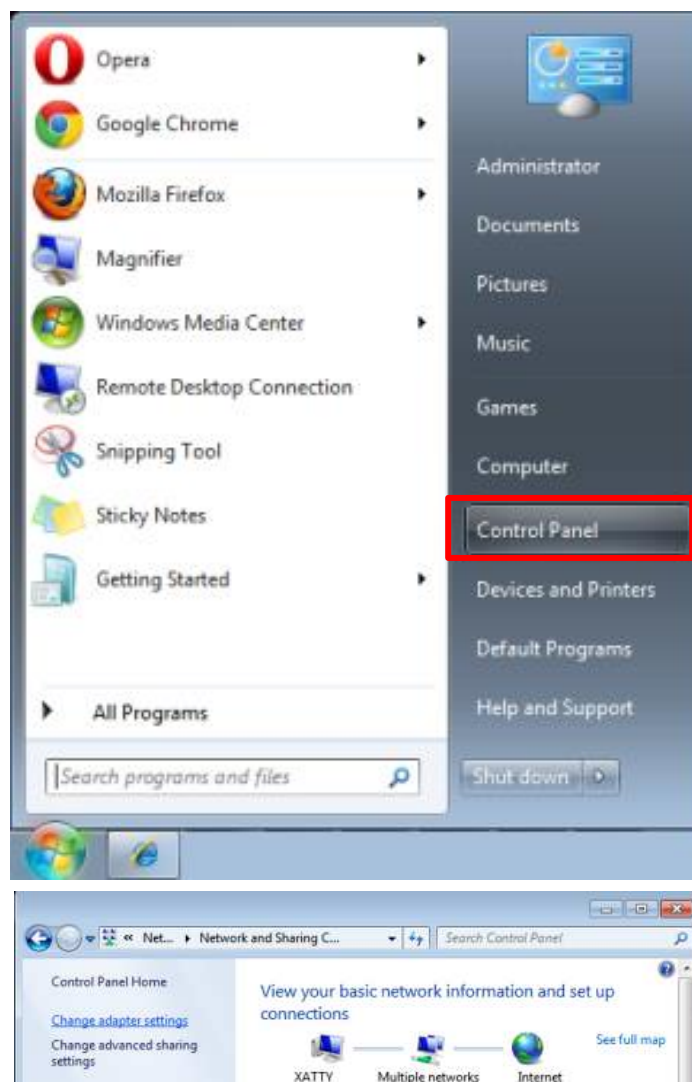 Opera
Google Chrome
Mozilla Firefox
Magnifier
Windows Media Center
Remote Desktop Connection
Snipping Tool
Sticky Notes
Getting Started
All Programs
Search programs and files
Administrator
Documents
Pictures
Music
Games
Computer
Control Panel
Devices and Printers
Default Programs
Help and Support
Shut down
« Net... Network and Sharing C...
Search Control Panel
Control Panel Home
Change adapter settings
Change advanced sharing
settings
View your basic network information and set up
connections
See full map
XATTY Multiple networks Internet